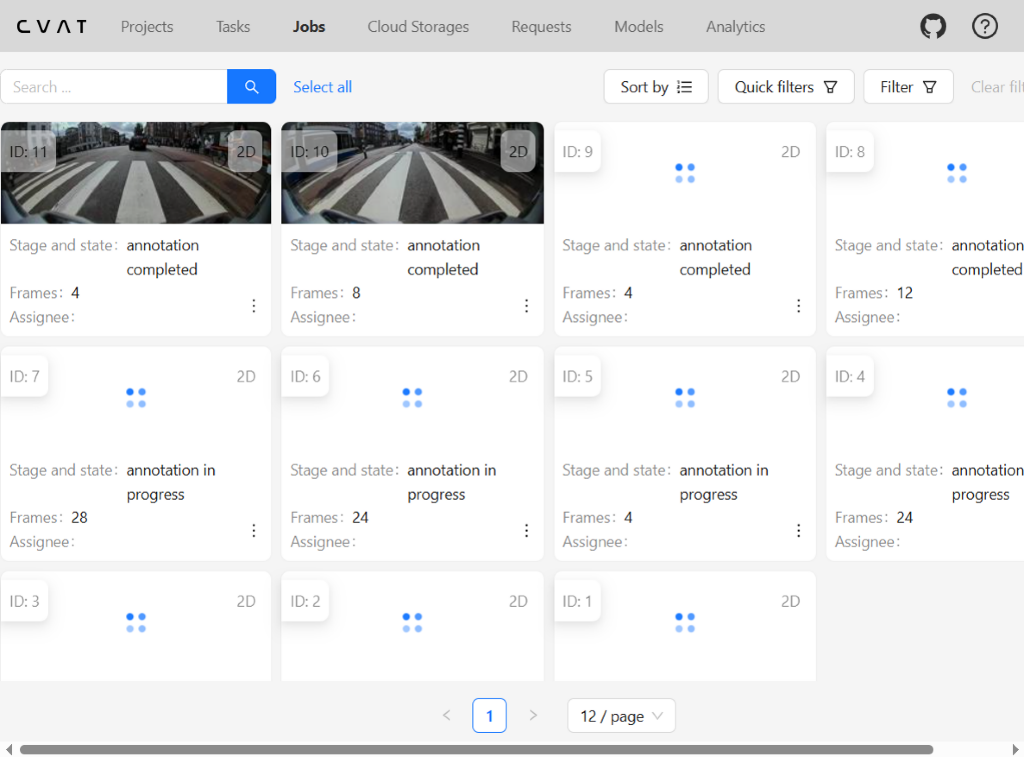 CVAT Projects Tasks Jobs Cloud Storages Requests Models Analytics
Search ... Select all Sort by Quick filters Filter Clear filt
ID: 11 2D ID: 10 2D ID: 9 2D ID: 8
Stage and state: annotation completed Stage and state: annotation completed Stage and state: annotation completed Stage and state: annotation completed
Frames: 4 Frames: 8 Frames: 4 Frames: 12
Assignee: Assignee: Assignee: Assignee:
ID: 7 2D ID: 6 2D ID: 5 2D ID: 4
Stage and state: annotation in progress Stage and state: annotation in progress Stage and state: annotation in progress Stage and state: annotation progress
Frames: 28 Frames: 24 Frames: 4 Frames: 24
Assignee: Assignee: Assignee: Assignee:
ID: 3 2D ID: 2 2D ID: 1 2D
1 12 / page